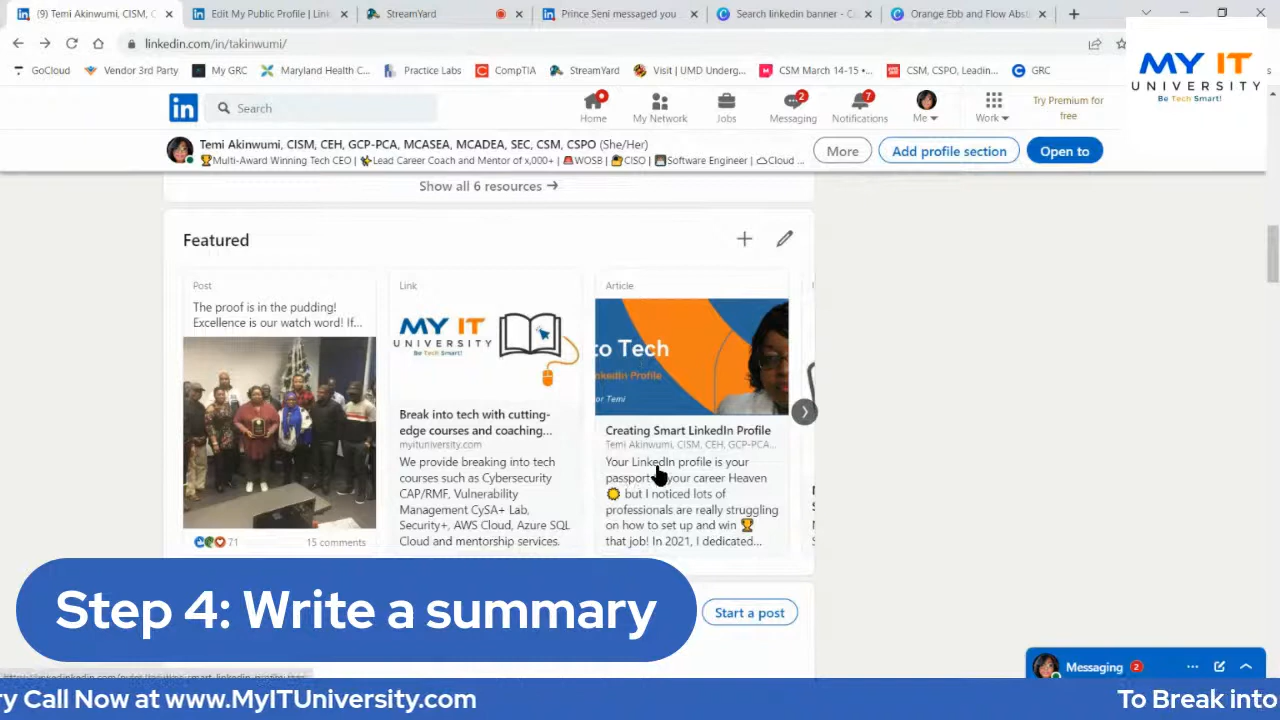 (9) Temi Akinwumi, CISM, C
Edit My Public Profile | Link
StreamYard
Prince Seni messaged you
Search linkedin banner - C
Orange Ebb and Flow Abst
linkedin.com/in/takinwumi/
GoCloud
Vendor 3rd Party
My GRC
Maryland Health C...
Practice Labs
CompTIA
StreamYard
Visit | UMD Underg...
CSM March 14-15 •...
CSM, CSPO, Leadin...
GRC
MY IT
UNIVERSITY
Be Tech Smart!
in
Search
2
7
Home
My Network
Jobs
Messaging
Notifications
Me
Work
Try Premium for
free
Temi Akinwumi, CISM, CEH, GCP-PCA, MCASEA, MCADEA, SEC, CSM, CSPO (She/Her)
🏆Multi-Award Winning Tech CEO | 🌟Lead Career Coach and Mentor of x,000+ | 🚨WOSB | 👮CISO | 👩‍💻Software Engineer | ☁Cloud ...
More
Add profile section
Open to
Show all 6 resources →
Featured
Post
The proof is in the pudding!
Excellence is our watch word! If...
71
15 comments
Link
MY IT
UNIVERSITY
Be Tech Smart!
Break into tech with cutting-
edge courses and coaching...
myituniversity.com
We provide breaking into tech
courses such as Cybersecurity
CAP/RMF, Vulnerability
Management CySA+ Lab,
Security+, AWS Cloud, Azure SQL
Cloud and mentorship services.
Article
to Tech
nkedIn Profile
or Temi
Creating Smart LinkedIn Profile
Temi Akinwumi, CISM, CEH, GCP-PCA...
Your LinkedIn profile is your
passport your career Heaven
🌟 but I noticed lots of
professionals are really struggling
on how to set up and win 🏆
that job! In 2021, I dedicated...
Step 4: Write a summary
Start a post
Messaging
2
...
ry Call Now at www.MyITUniversity.com
To Break into